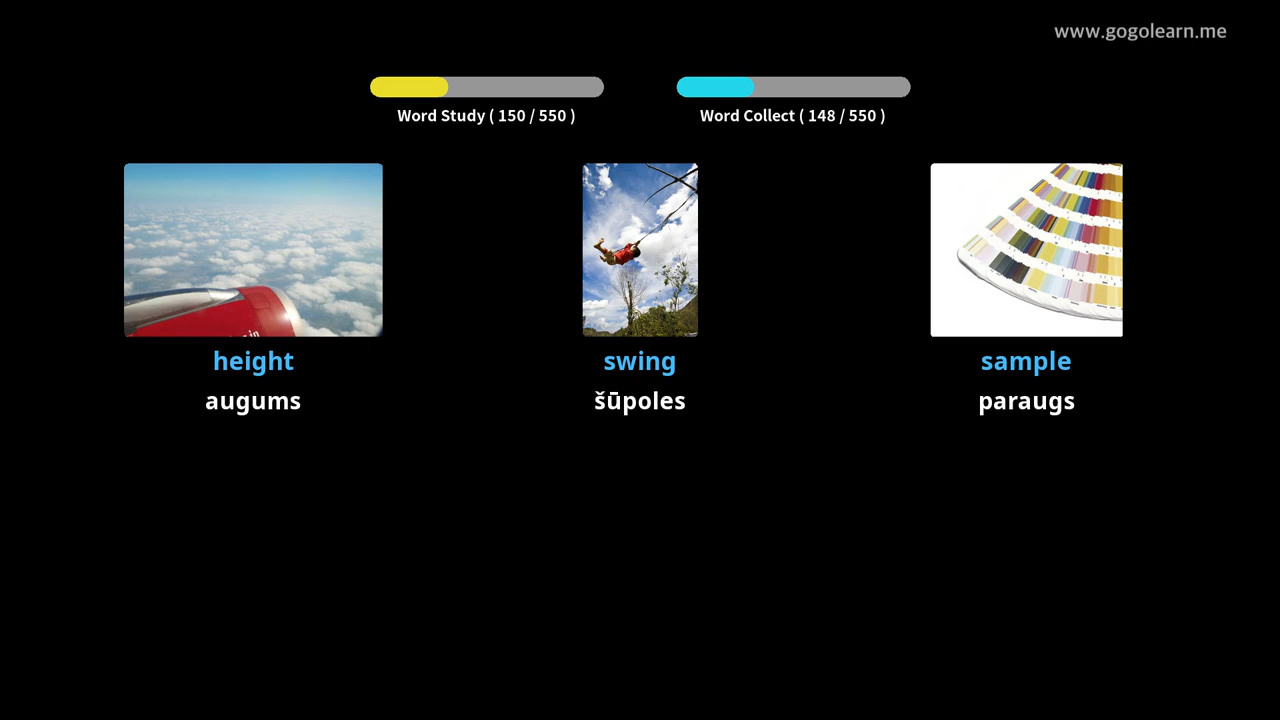 www.gogolearn.me
Word Study ( 150 / 550 )
Word Collect ( 148 / 550 )
height
swing
sample
augums
šūpoles
paraugs